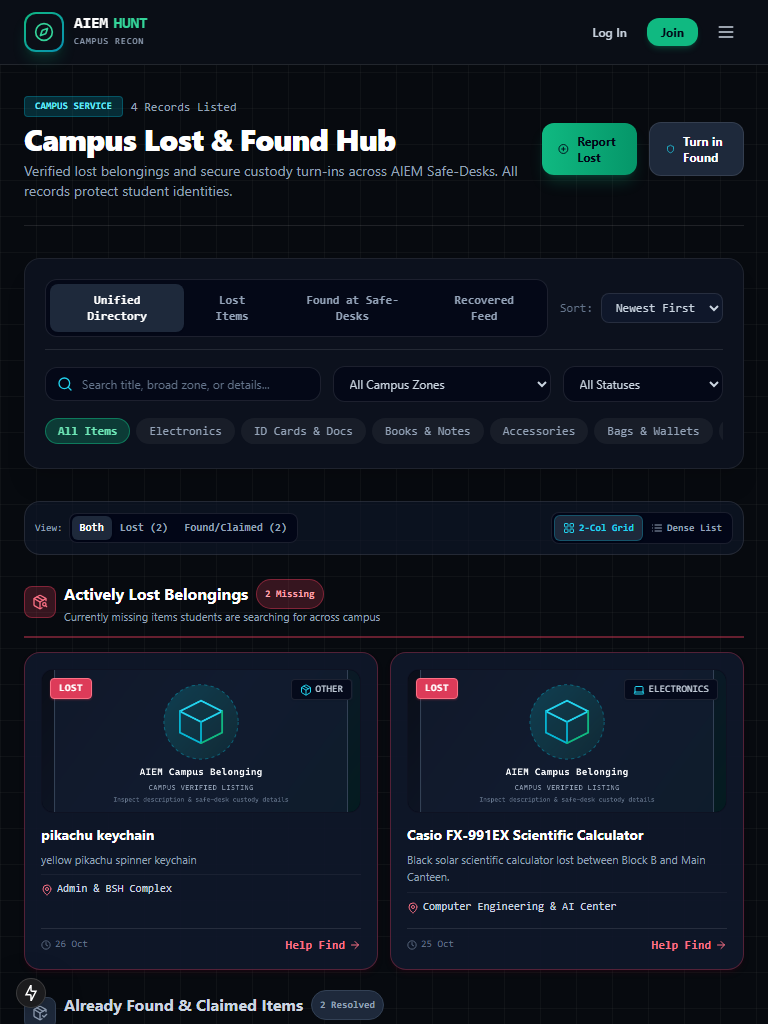 AIEM HUNT
CAMPUS RECON
Log In
Join
CAMPUS SERVICE
4 Records Listed
Campus Lost & Found Hub
Verified lost belongings and secure custody turn-ins across AIEM Safe-Desks. All
records protect student identities.
Report
Lost
Turn in
Found
Unified
Directory
Lost
Items
Found at Safe-
Desks
Recovered
Feed
Sort:
Newest First
Search title, broad zone, or details...
All Campus Zones
All Statuses
All Items
Electronics
ID Cards & Docs
Books & Notes
Accessories
Bags & Wallets
View:
Both
Lost (2)
Found/Claimed (2)
2-Col Grid
Dense List
Actively Lost Belongings
2 Missing
Currently missing items students are searching for across campus
LOST
OTHER
AIEM Campus Belonging
CAMPUS VERIFIED LISTING
Inspect description & safe-desk custody details
pikachu keychain
yellow pikachu spinner keychain
Admin & BSH Complex
26 Oct
Help Find
LOST
ELECTRONICS
AIEM Campus Belonging
CAMPUS VERIFIED LISTING
Inspect description & safe-desk custody details
Casio FX-991EX Scientific Calculator
Black solar scientific calculator lost between Block B and Main
Canteen.
Computer Engineering & AI Center
25 Oct
Help Find
Already Found & Claimed Items
2 Resolved